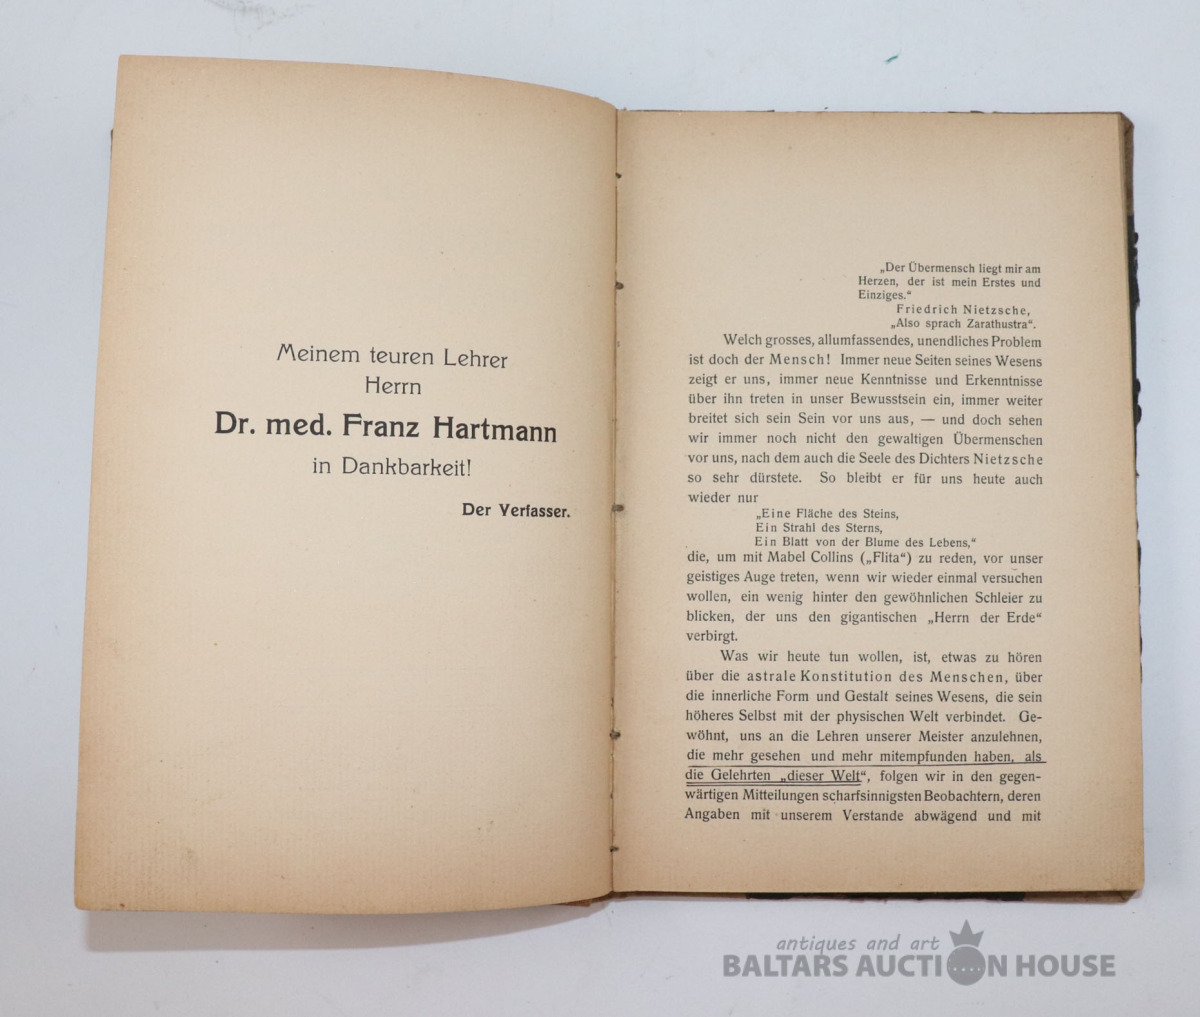 Meinem teuren Lehrer
Herrn
Dr. med. Franz Hartmann
in Dankbarkeit!
Der Verfasser.
„Der Übermensch liegt mir am
Herzen, der ist mein Erstes und
Einziges.“
Friedrich Nietzsche,
„Also sprach Zarathustra“.
Welch grosses, allumfassendes, unendliches Problem
ist doch der Mensch! Immer neue Seiten seines Wesens
zeigt er uns, immer neue Kenntnisse und Erkenntnisse
über ihn treten in unser Bewusstsein ein, immer weiter
breitet sich sein Sein vor uns aus, — und doch sehen
wir immer noch nicht den gewaltigen Übermenschen
vor uns, nach dem auch die Seele des Dichters Nietzsche
so sehr dürstete. So bleibt er für uns heute auch
wieder nur
„Eine Fläche des Steins,
Ein Strahl des Sterns,
Ein Blatt von der Blume des Lebens,“
die, um mit Mabel Collins („Flita“) zu reden, vor unser
geistiges Auge treten, wenn wir wieder einmal versuchen
wollen, ein wenig hinter den gewöhnlichen Schleier zu
blicken, der uns den gigantischen „Herrn der Erde“
verbirgt.
Was wir heute tun wollen, ist, etwas zu hören
über die astrale Konstitution des Menschen, über
die innerliche Form und Gestalt seines Wesens, die sein
höheres Selbst mit der physischen Welt verbindet. Ge-
wöhnt, uns an die Lehren unserer Meister anzulehnen,
die mehr gesehen und mehr mitempfunden haben, als
die Gelehrten „dieser Welt“, folgen wir in den gegen-
wärtigen Mitteilungen scharfsinnigsten Beobachtern, deren
Angaben mit unserem Verstande abwägend und mit
antiques and art
BALTARS AUCTION HOUSE